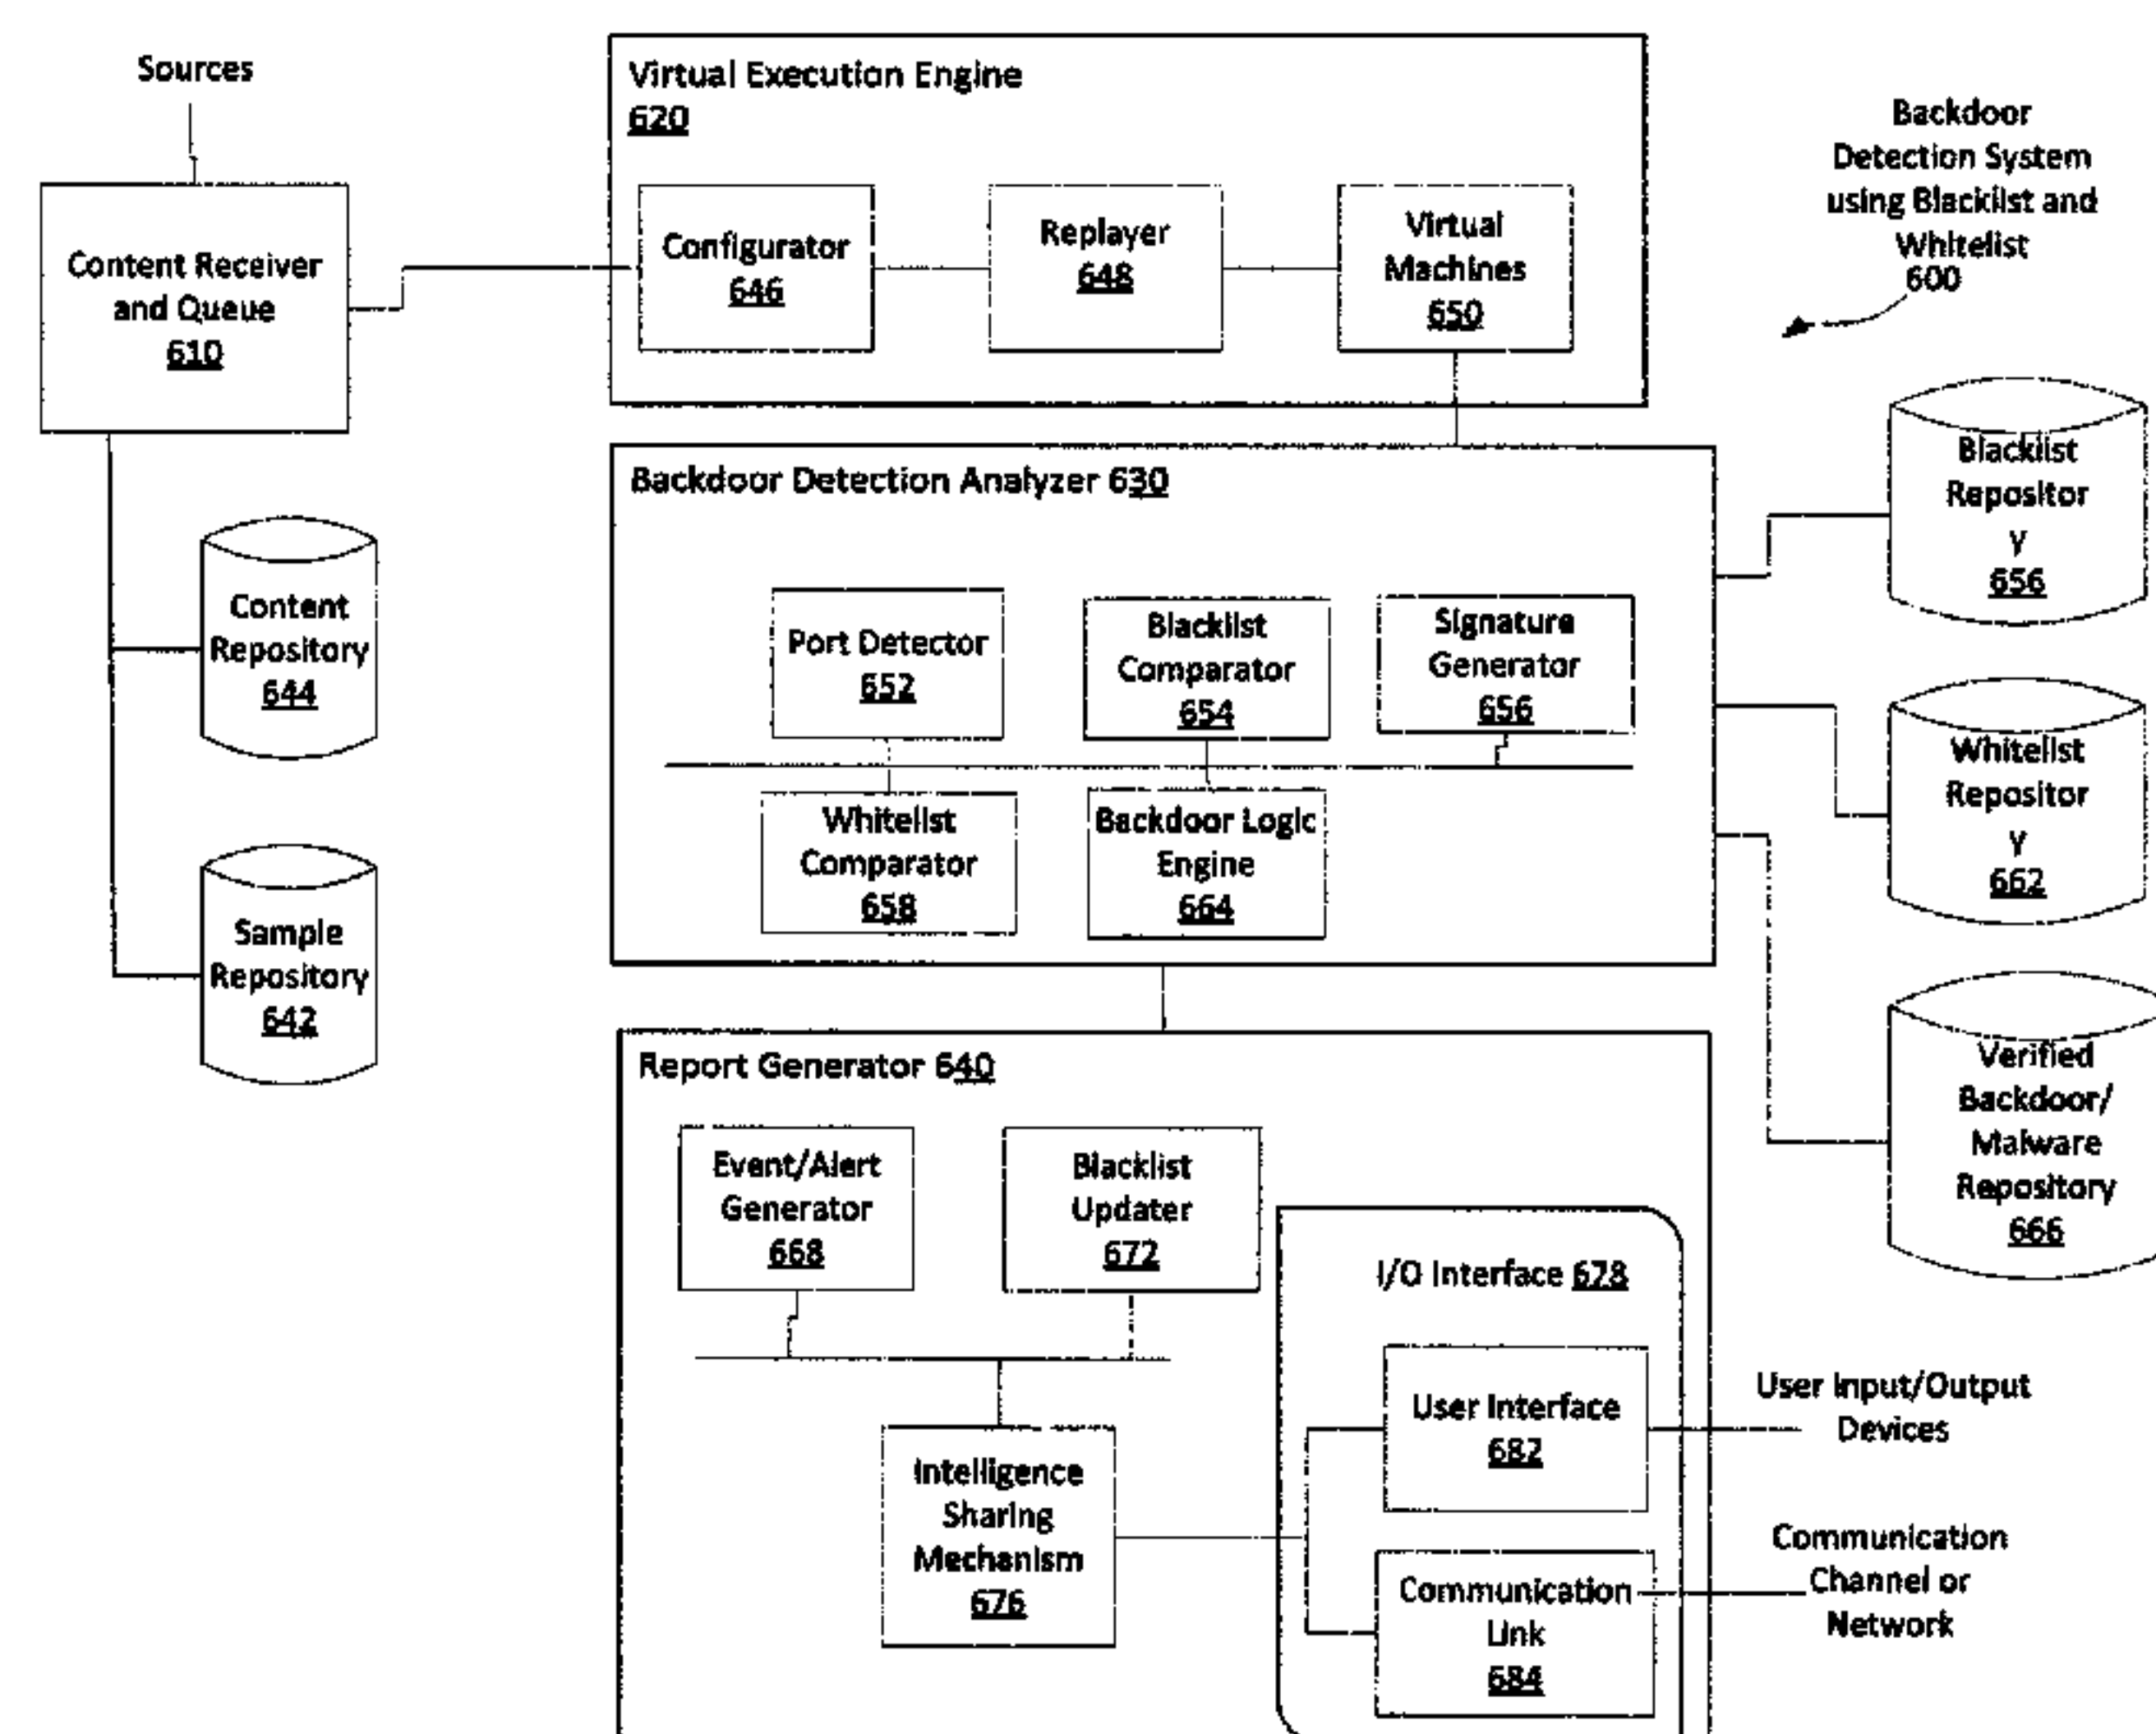 Sources
Content Receiver
and Queue
610
Content
Repository
644
Sample
Repository
642
Virtual Execution Engine
620
Configurator
646
Replayer
648
Virtual
Machines
650
Backdoor
Detection System
using Blacklist and
Whitelist
600
Backdoor Detection Analyzer 630
Port Detector
652
Blacklist
Comparator
654
Signature
Generator
656
Whitelist
Comparator
658
Backdoor Logic
Engine
664
Blacklist
Repositor
y
656
Whitelist
Repositor
y
662
Verified
Backdoor/
Malware
Repository
666
Report Generator 640
Event/Alert
Generator
668
Blacklist
Updater
672
Intelligence
Sharing
Mechanism
676
I/O Interface 678
User Interface
682
Communication
Link
684
User Input/Output
Devices
Communication
Channel or
Network